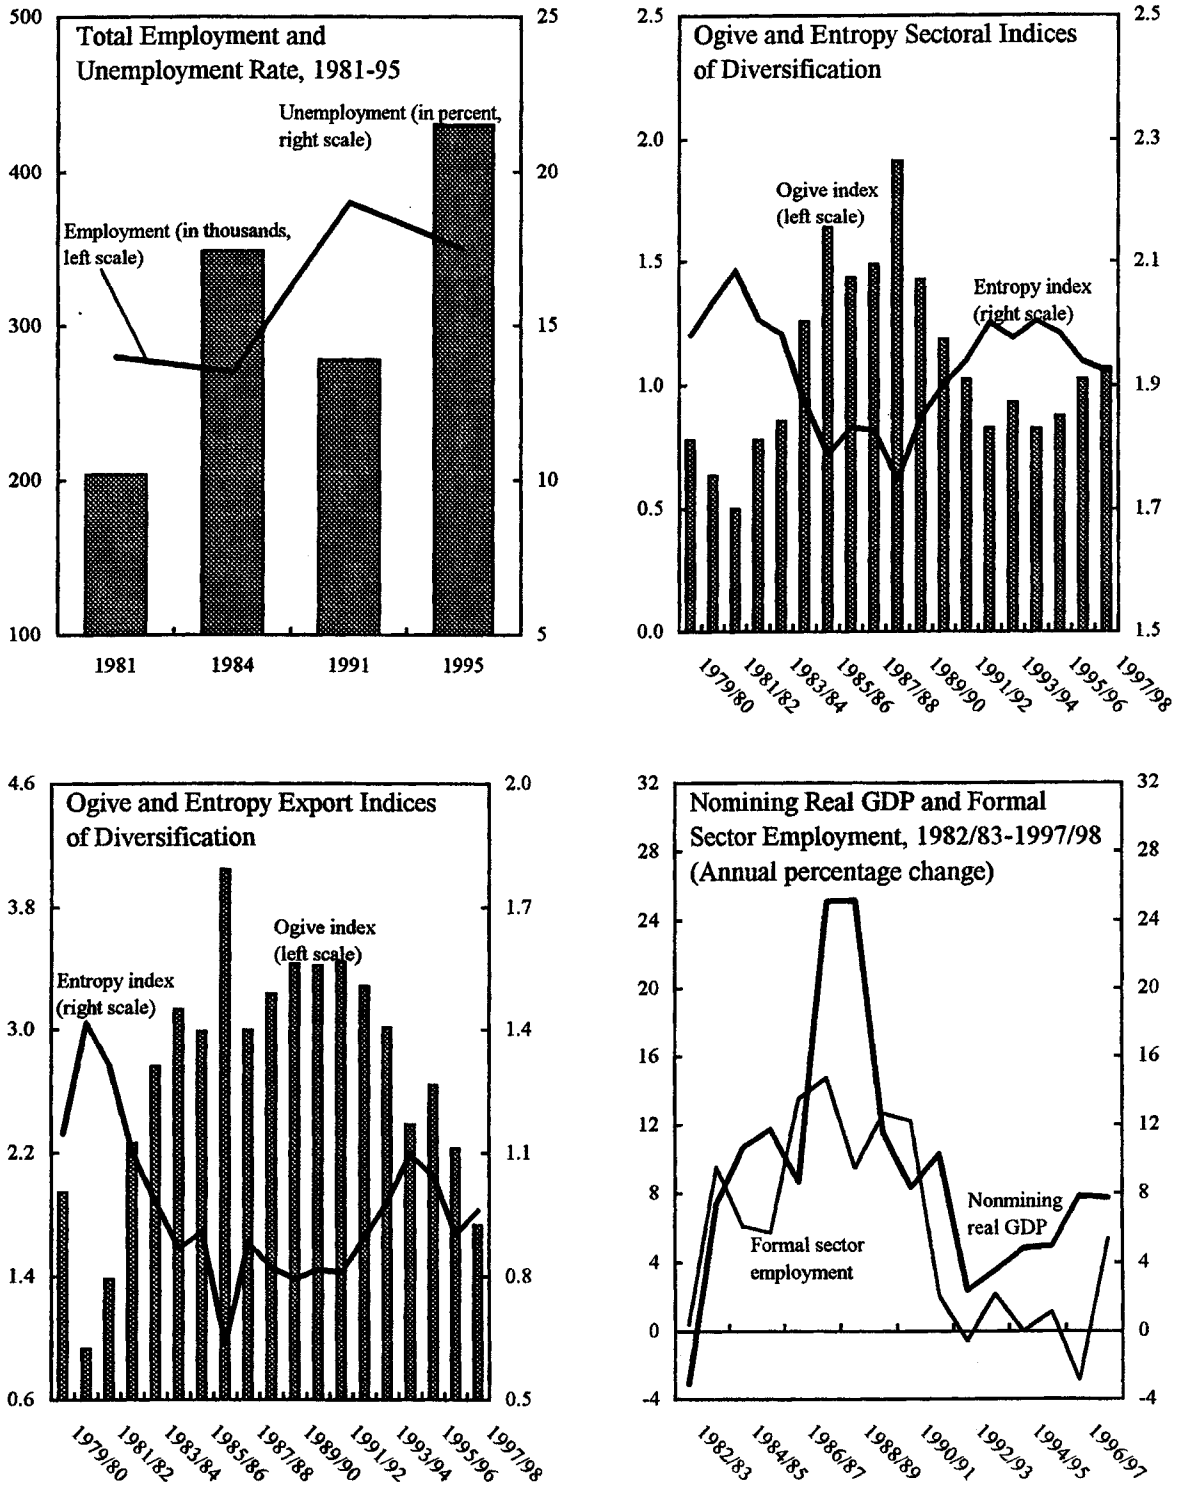 Total Employment and
Unemployment Rate, 1981-95
500
400
300
200
100
25
20
15
10
5
Unemployment (in percent,
right scale)
Employment (in thousands,
left scale)
1981 1984 1991 1995
Ogive and Entropy Sectoral Indices
of Diversification
2.5
2.0
1.5
1.0
0.5
0.0
2.5
2.3
2.1
1.9
1.7
1.5
Ogive index
(left scale)
Entropy index
(right scale)
1979/80 1981/82 1983/84 1985/86 1987/88 1989/90 1991/92 1993/94 1995/96 1997/98
Ogive and Entropy Export Indices
of Diversification
4.6
3.8
3.0
2.2
1.4
0.6
2.0
1.7
1.4
1.1
0.8
0.5
Ogive index
(left scale)
Entropy index
(right scale)
1979/80 1981/82 1983/84 1985/86 1987/88 1989/90 1991/92 1993/94 1995/96 1997/98
Nomining Real GDP and Formal
Sector Employment, 1982/83-1997/98
(Annual percentage change)
32
28
24
20
16
12
8
4
0
-4
32
28
24
20
16
12
8
4
0
-4
Nonmining
real GDP
Formal sector
employment
1982/83 1984/85 1986/87 1988/89 1990/91 1992/93 1994/95 1996/97